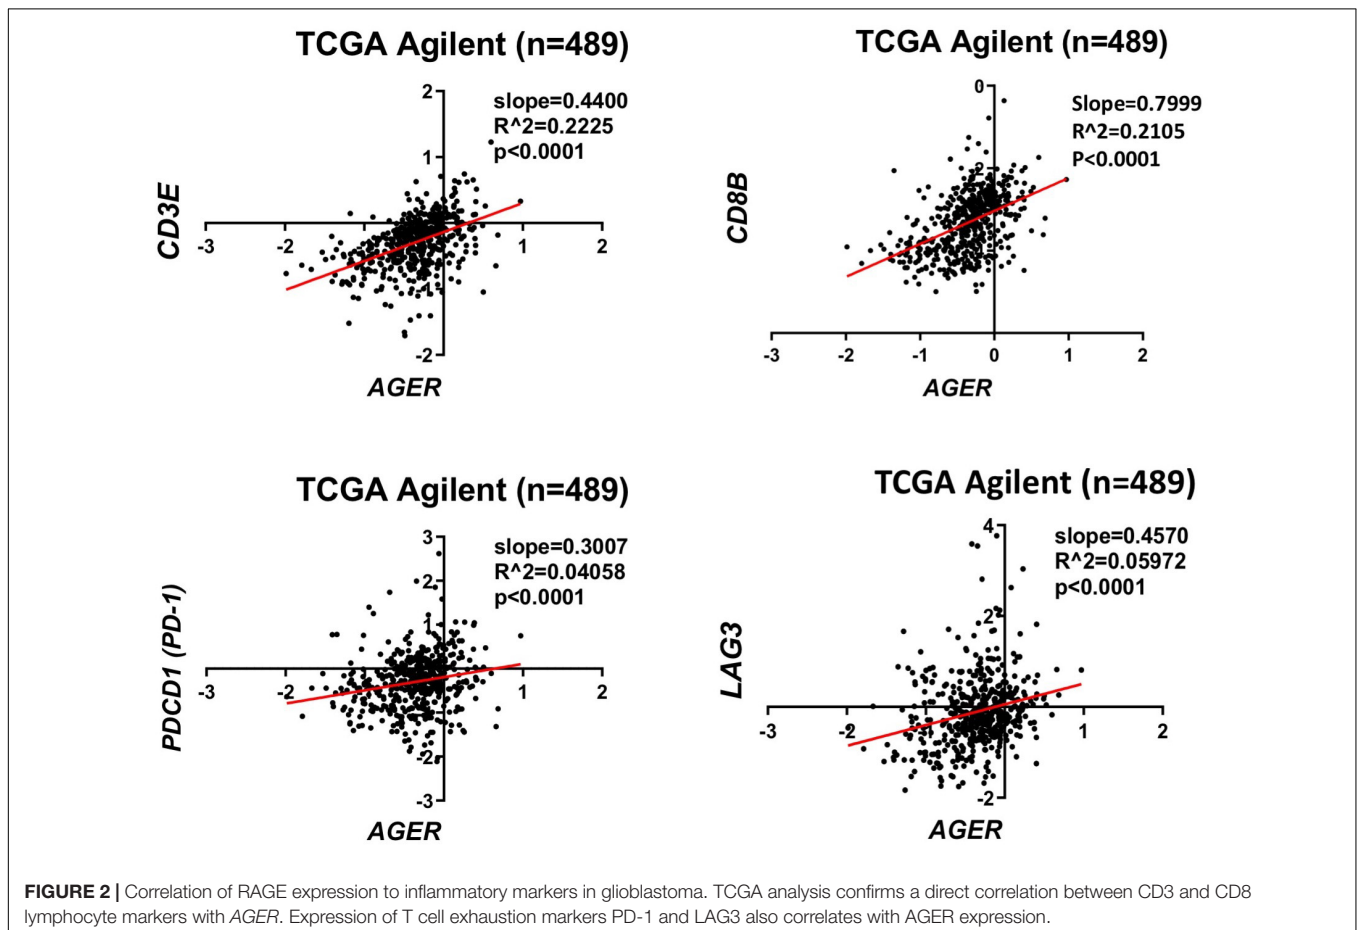 TCGA Agilent (n=489)
slope=0.4400
R^2=0.2225
p<0.0001
2
1
-3
-2
1
2
-2
CD3E
AGER
TCGA Agilent (n=489)
Slope=0.7999
R^2=0.2105
P<0.0001
0
-3
-2
-1
0
1
2
CD8B
AGER
TCGA Agilent (n=489)
slope=0.3007
R^2=0.04058
p<0.0001
3
2
1
-3
-2
1
2
-2
-3
PDCD1 (PD-1)
AGER
TCGA Agilent (n=489)
slope=0.4570
R^2=0.05972
p<0.0001
4
2
-3
-2
1
2
-2
LAG3
AGER
FIGURE 2 | Correlation of RAGE expression to inflammatory markers in glioblastoma. TCGA analysis confirms a direct correlation between CD3 and CD8
lymphocyte markers with AGER. Expression of T cell exhaustion markers PD-1 and LAG3 also correlates with AGER expression.